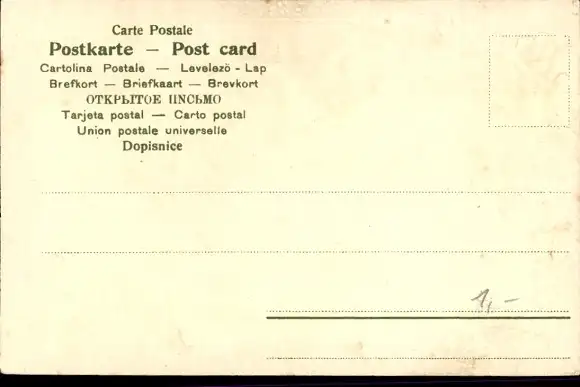 Carte Postale
Postkarte — Post card
Cartolina Postale — Levelezö - Lap
Brefkort — Briefkaart — Brevkort
ОТКРЫТОЕ ПИСЬМО
Tarjeta postal — Carto postal
Union postale universelle
Dopisnice
1,-